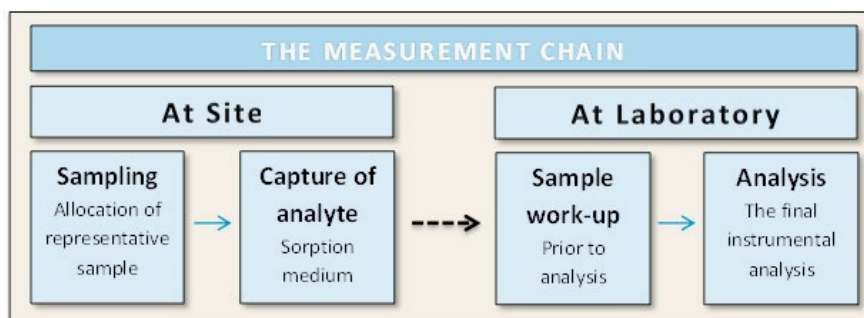 THE MEASUREMENT CHAIN
At Site
At Laboratory
Sampling
Allocation of
representative
sample
Capture of
analyte
Sorption
medium
Sample
work-up
Prior to
analysis
Analysis
The final
instrumental
analysis